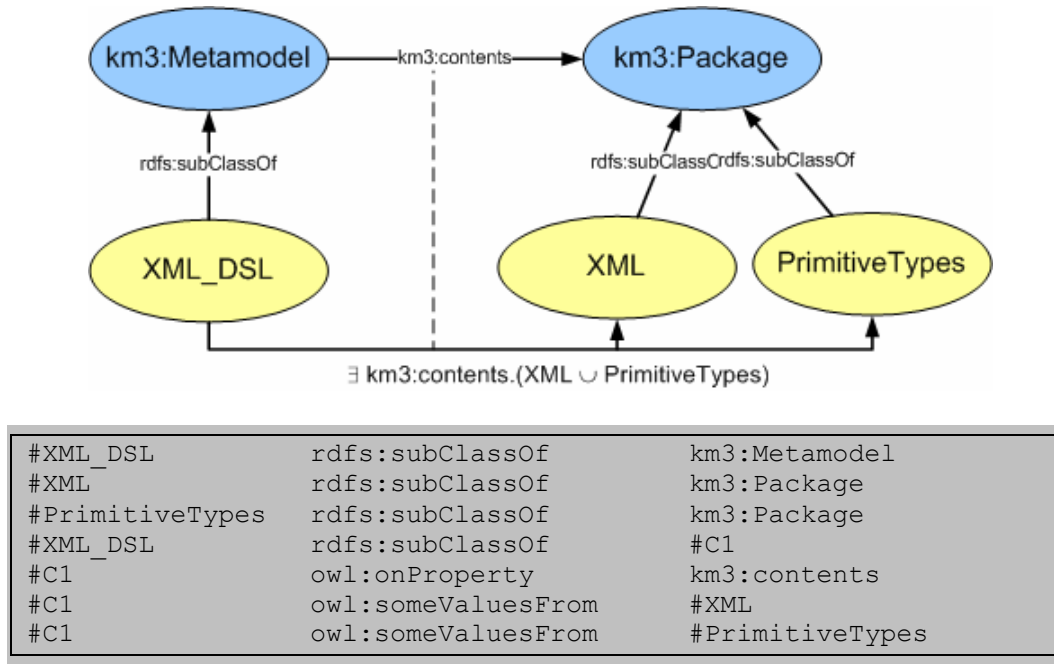 km3:Metamodel
km3:contents
km3:Package
rdfs:subClassOf
rdfs:subClassOf
rdfs:subClassOf
XML_DSL
XML
PrimitiveTypes
∃ km3:contents.(XML ∪ PrimitiveTypes)
#XML_DSL rdfs:subClassOf km3:Metamodel
#XML rdfs:subClassOf km3:Package
#PrimitiveTypes rdfs:subClassOf km3:Package
#XML_DSL rdfs:subClassOf #C1
#C1 owl:onProperty km3:contents
#C1 owl:someValuesFrom #XML
#C1 owl:someValuesFrom #PrimitiveTypes